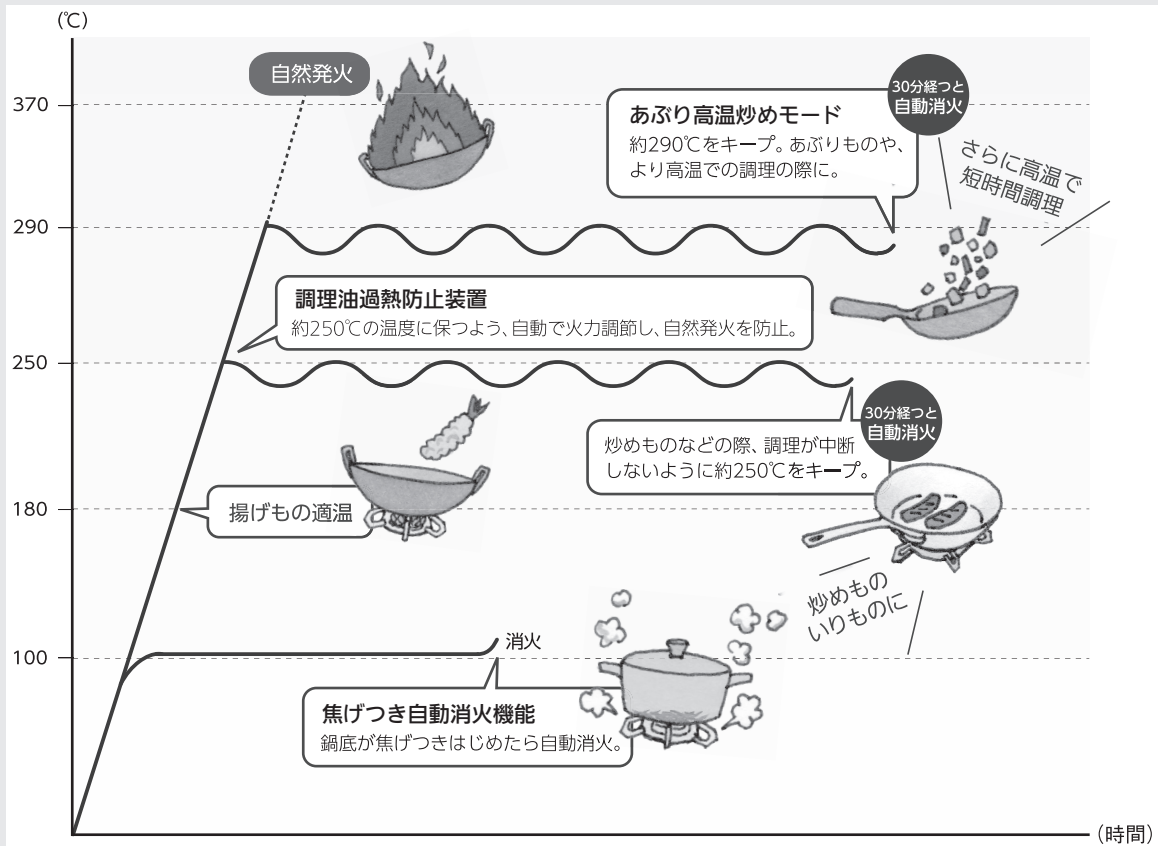 （℃）
370
290
250
180
100
自然発火
30分経つと
自動消火
あぶり高温炒めモード
約290℃をキープ。あぶりものや、
より高温での調理の際に。
さらに高温で
短時間調理
調理油過熱防止装置
約250℃の温度に保つよう、自動で火力調節し、自然発火を防止。
30分経つと
自動消火
炒めものなどの際、調理が中断
しないように約250℃をキープ。
揚げもの適温
炒めもの
いりものに
消火
焦げつき自動消火機能
鍋底が焦げつきはじめたら自動消火。
（時間）